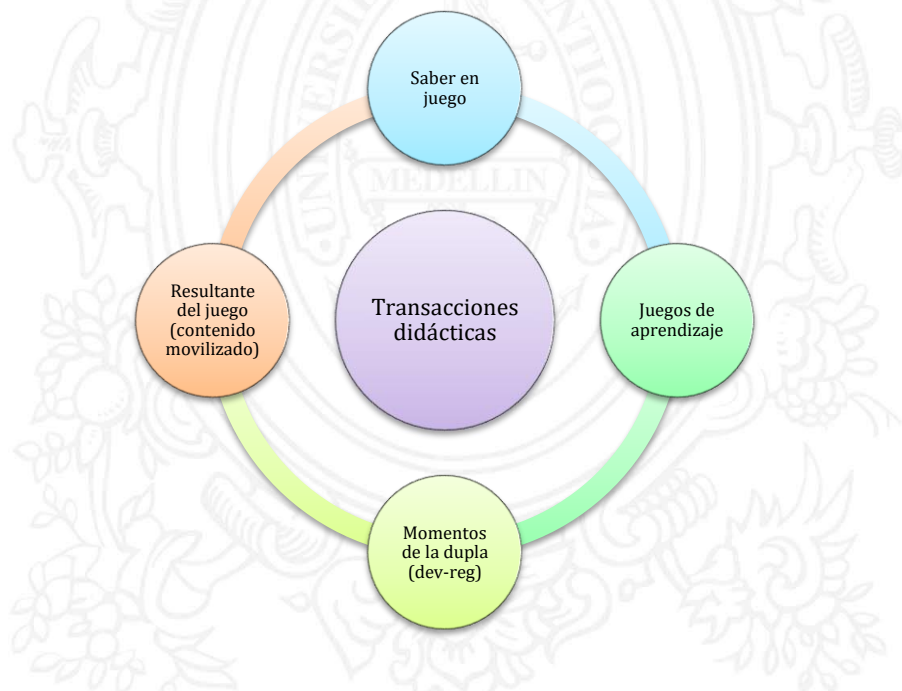 Saber en
juego
MEDELLIN
Transacciones
didácticas
Resultante
del juego
(contenido
movilizado)
Juegos de
aprendizaje
Momentos
de la dupla
(dev-reg)